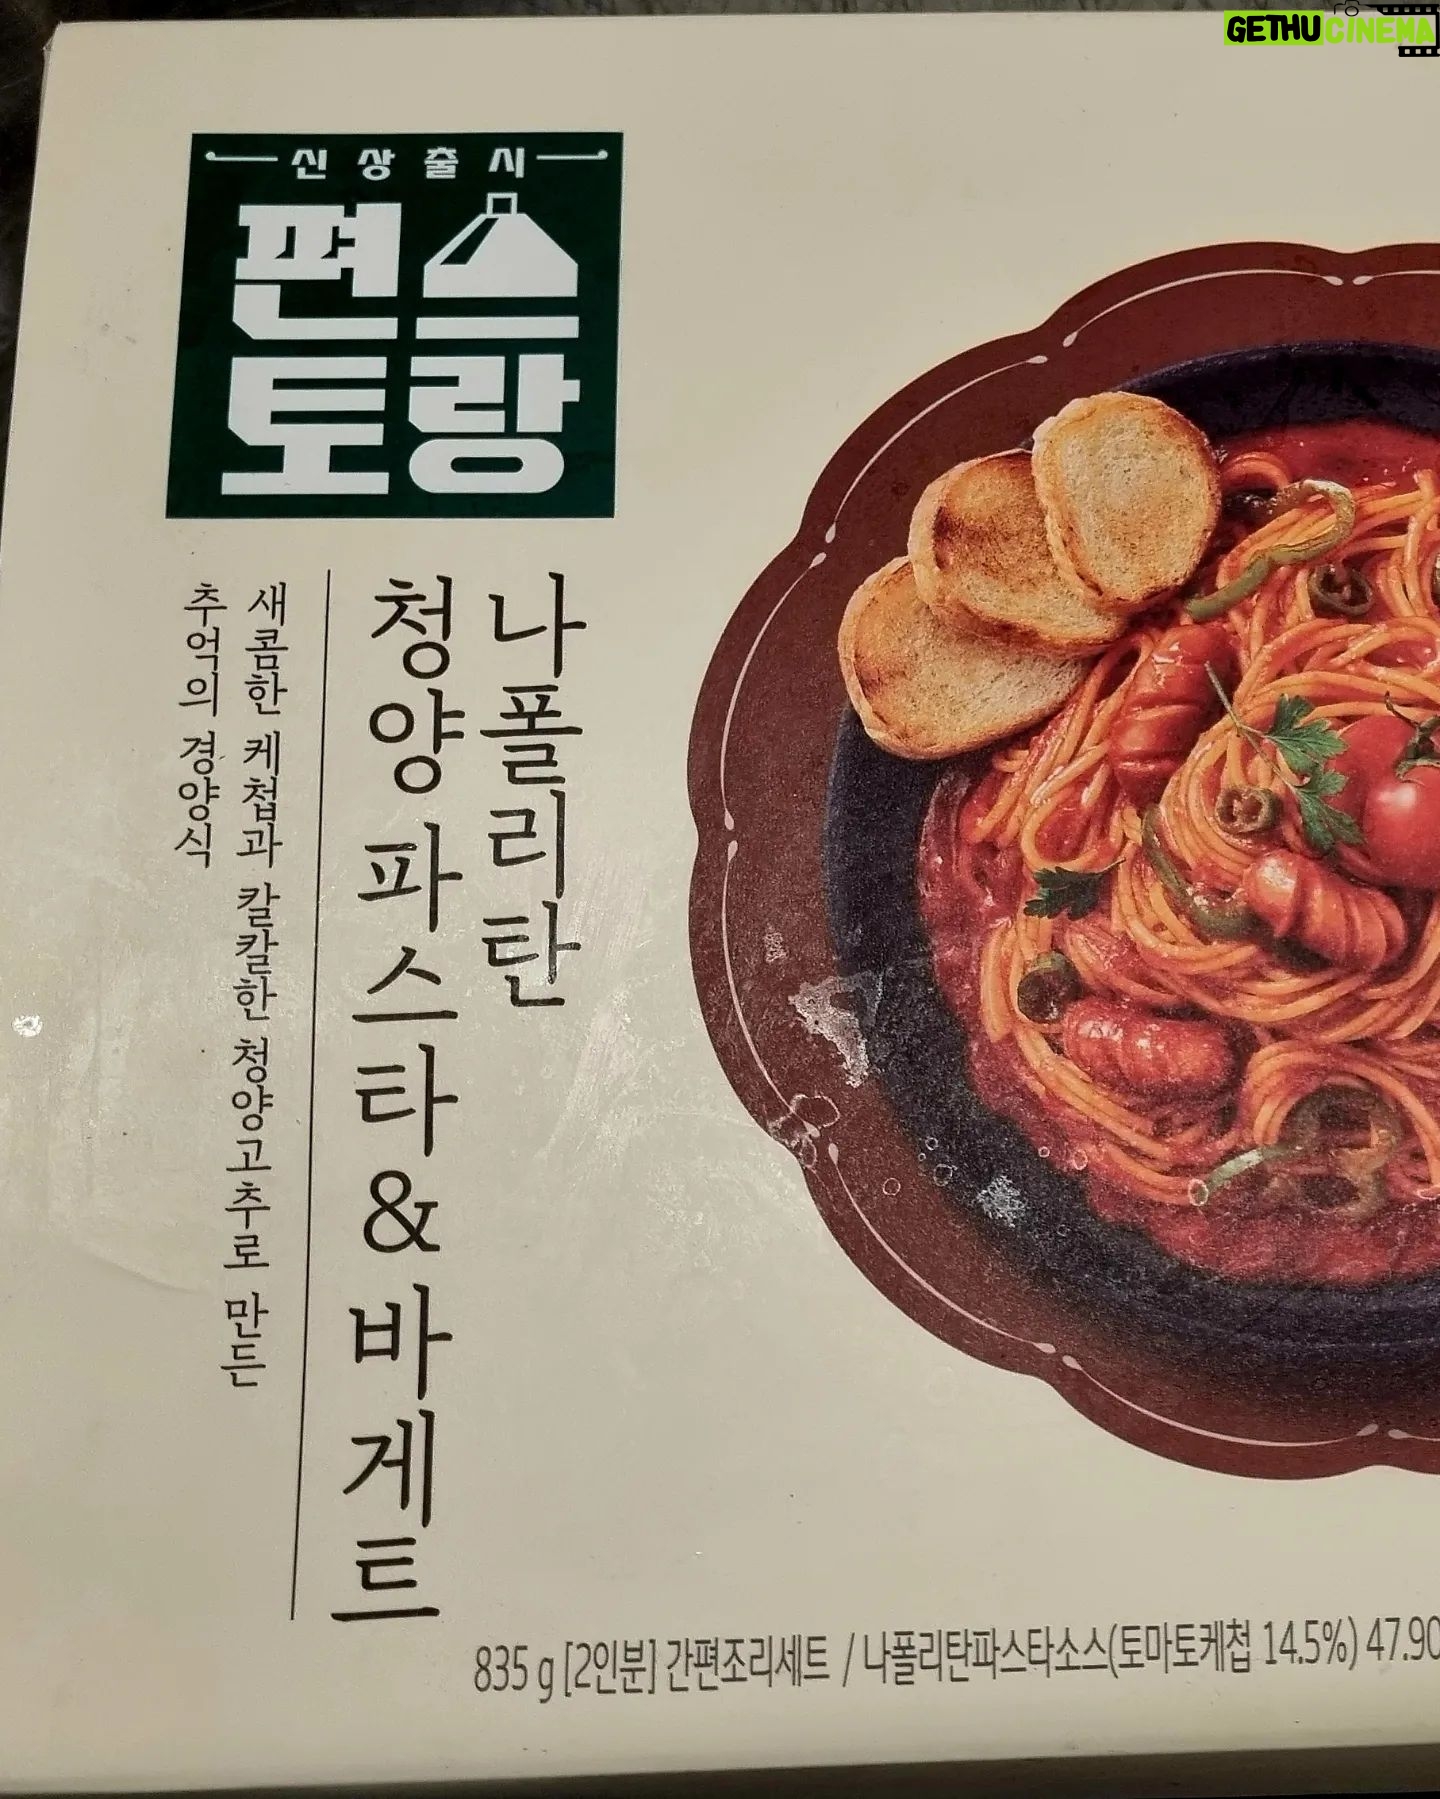 GETHUCINEMA
신상출시
편스
토랑
나폴리탄
청양 파스타&바게트
새콤한 케첩과 칼칼한 청양고추로 만든
추억의 경양식
835 g [2인분] 간편조리세트 / 나폴리탄파스타소스(토마토케첩 14.5%) 47.90